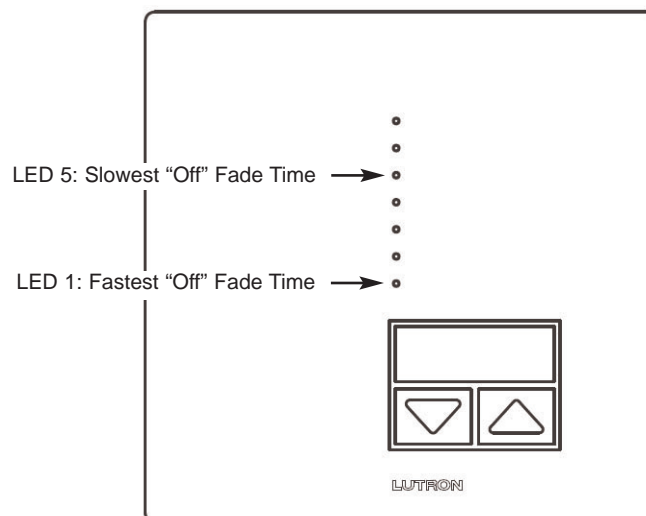 LED 5: Slowest “Off” Fade Time
LED 1: Fastest “Off” Fade Time
LUTRON